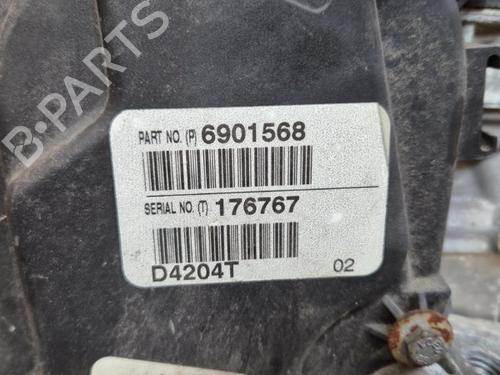 B-PARTS
PART NO. (P) 6901568
SERIAL NO. (T) 176767
D4204T 02